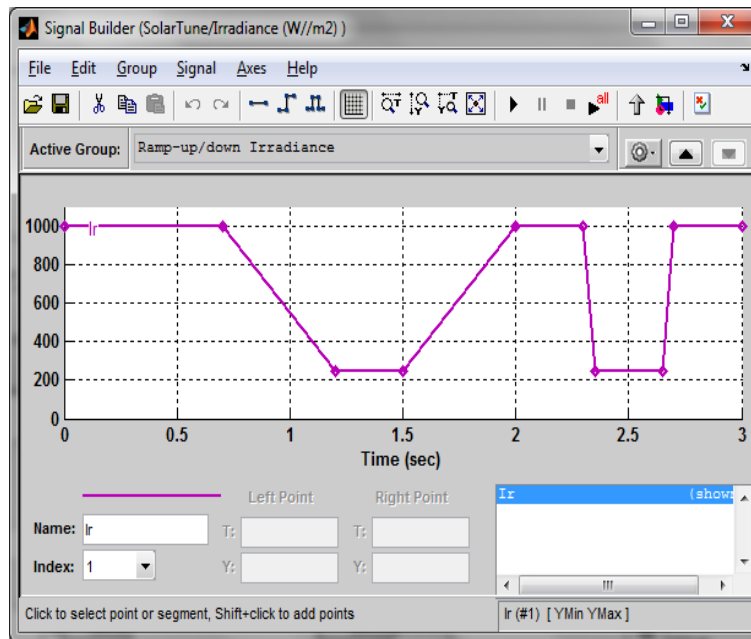 Signal Builder (SolarTune/Irradiance (W//m2) )
File Edit Group Signal Axes Help
all
Active Group: Ramp-up/down Irradiance
1000
Ir
800
600
400
200
0
0 0.5 1 1.5 2 2.5 3
Time (sec)
Left Point Right Point
Name: Ir T: T:
Index: 1 Y: Y:
Ir (shown
Click to select point or segment, Shift+click to add points
Ir (#1) [ YMin YMax ]